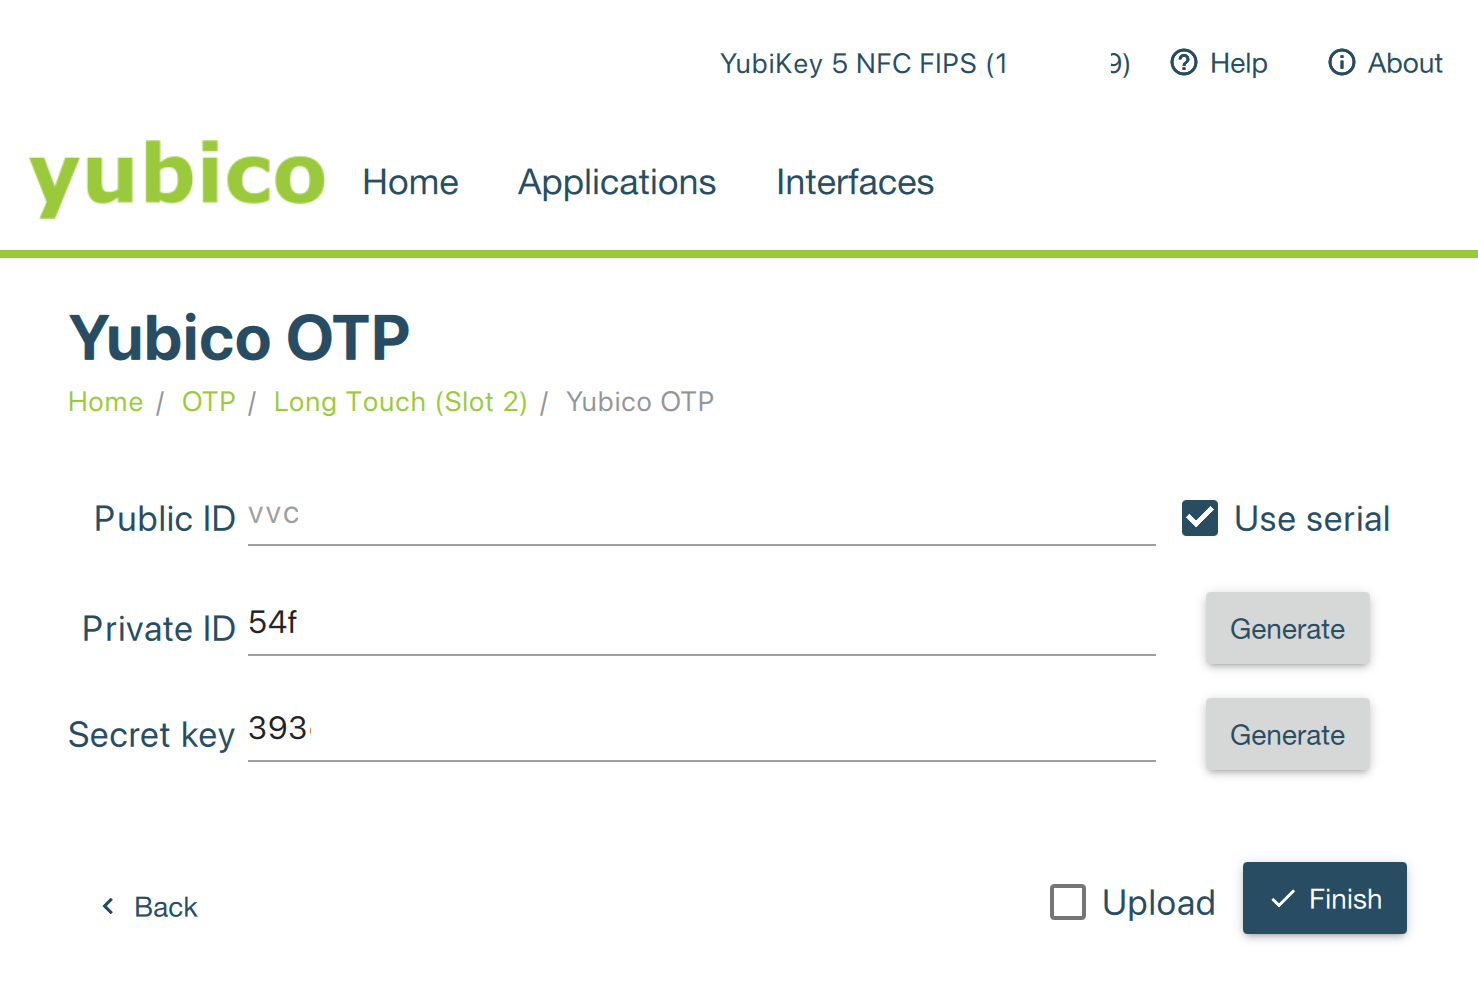 YubiKey 5 NFC FIPS (1 9) Help About
yubico Home Applications Interfaces
Yubico OTP
Home / OTP / Long Touch (Slot 2) / Yubico OTP
Public ID vvc Use serial
Private ID 54f Generate
Secret key 393 Generate
Back Upload Finish